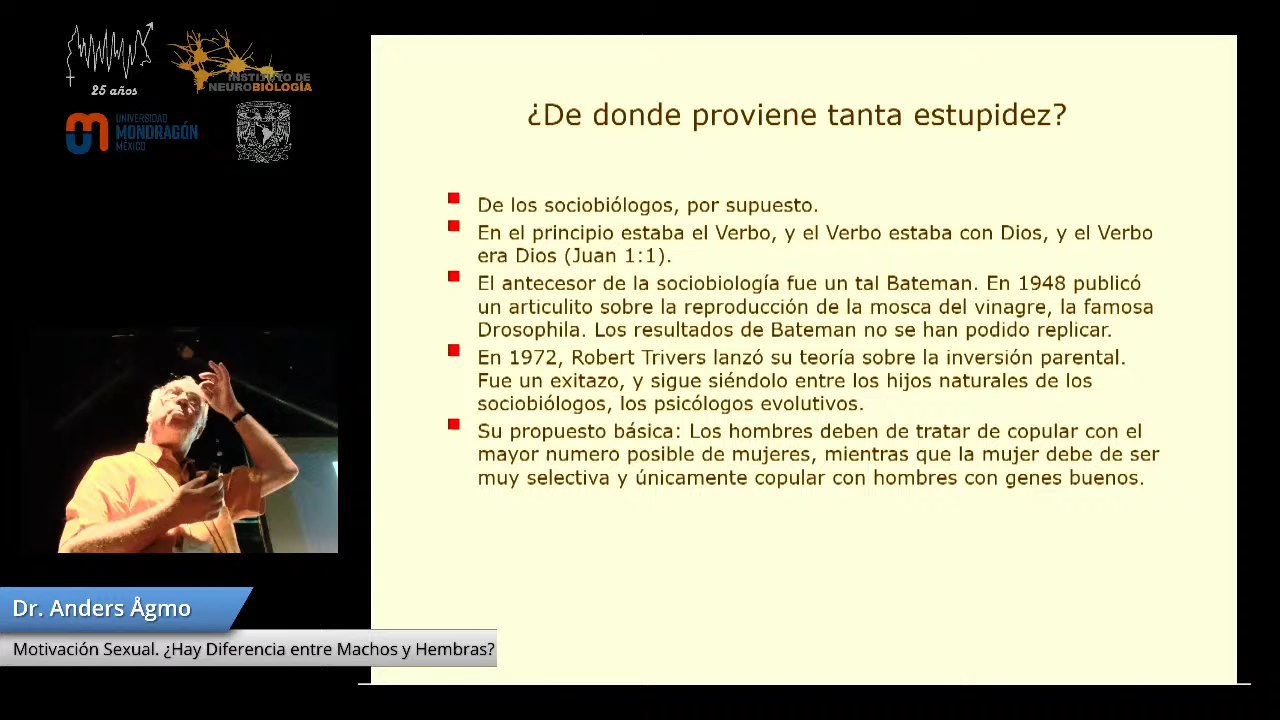 25 años
INSTITUTO DE
NEUROBIOLOGÍA
UNIVERSIDAD
MONDRAGÓN
MÉXICO
¿De donde proviene tanta estupidez?
De los sociobiólogos, por supuesto.
En el principio estaba el Verbo, y el Verbo estaba con Dios, y el Verbo
era Dios (Juan 1:1).
El antecesor de la sociobiología fue un tal Bateman. En 1948 publicó
un articulito sobre la reproducción de la mosca del vinagre, la famosa
Drosophila. Los resultados de Bateman no se han podido replicar.
En 1972, Robert Trivers lanzó su teoría sobre la inversión parental.
Fue un exitazo, y sigue siéndolo entre los hijos naturales de los
sociobiólogos, los psicólogos evolutivos.
Su propuesto básica: Los hombres deben de tratar de copular con el
mayor numero posible de mujeres, mientras que la mujer debe de ser
muy selectiva y únicamente copular con hombres con genes buenos.
Dr. Anders Ågmo
Motivación Sexual. ¿Hay Diferencia entre Machos y Hembras?